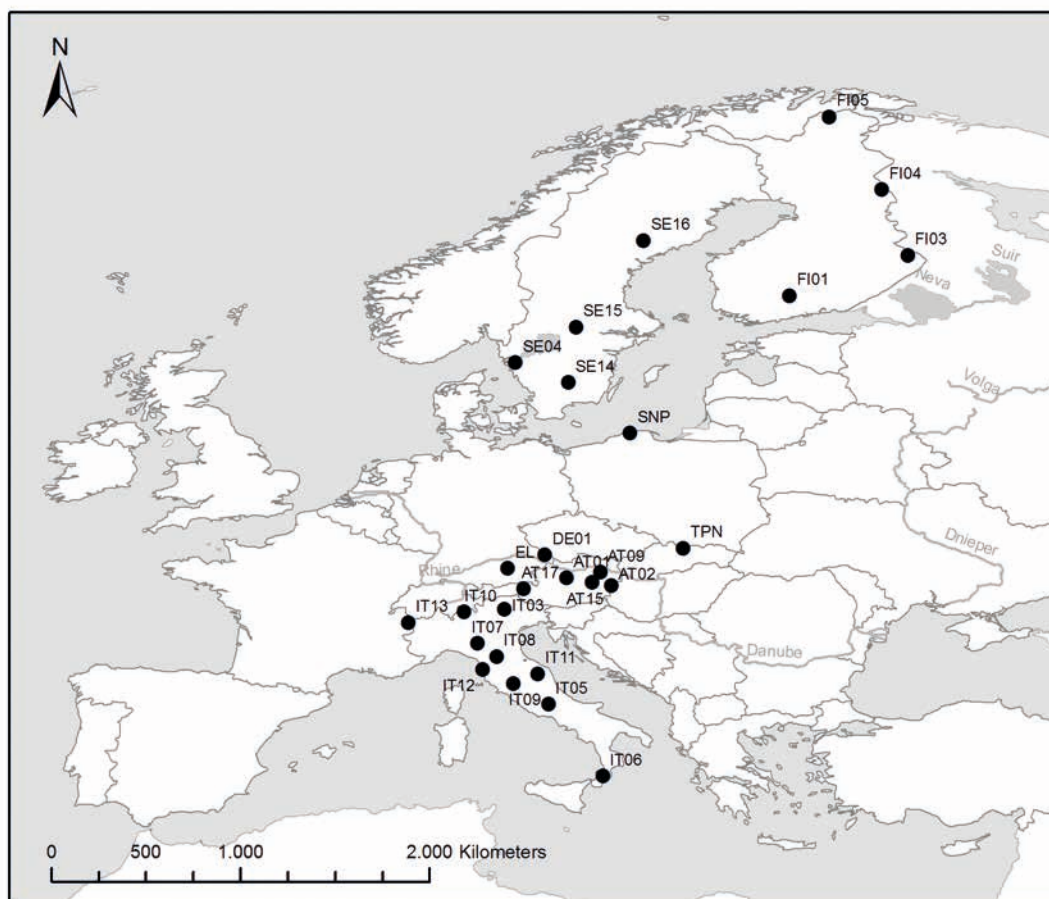 N
FI05
FI04
SE16
FI03
Suir
Neva
FI01
SE15
SE04
SE14
Volga
SNP
TPN
Dnieper
DE01
EL
AT01
AT09
Rhine
AT17
AT02
AT15
IT10
IT03
IT13
IT07
IT08
Danube
IT11
IT12
IT09
IT05
IT06
0 500 1.000 2.000 Kilometers